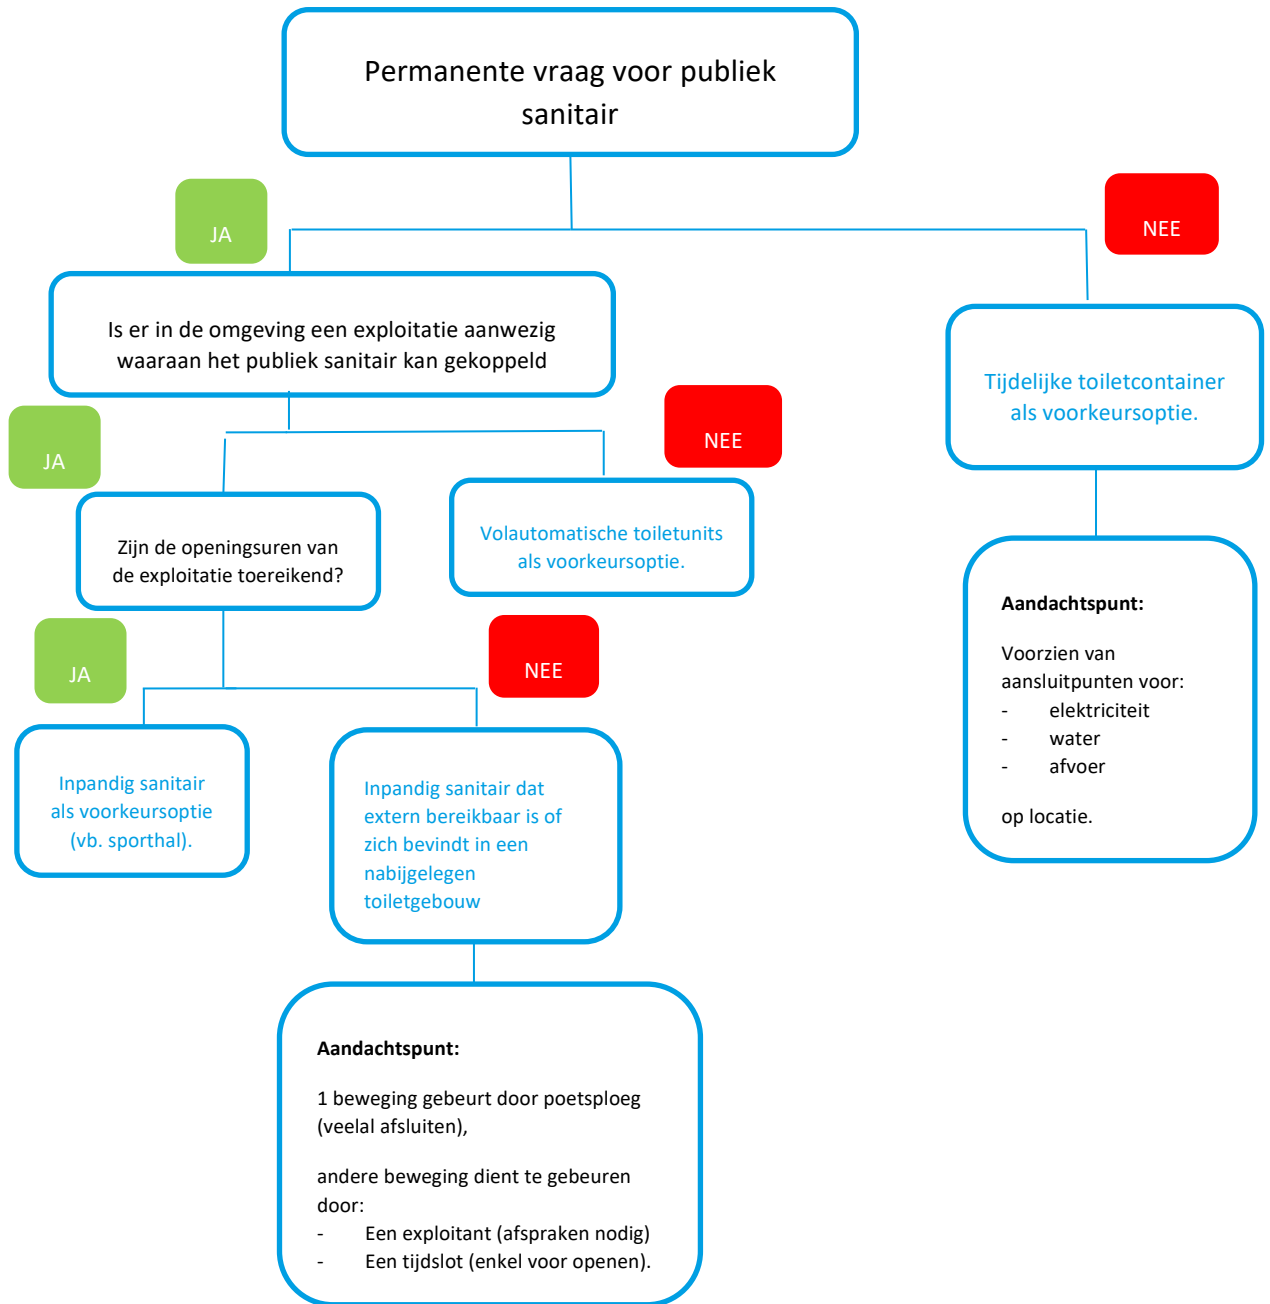 Permanente vraag voor publiek
sanitair
JA
NEE
Is er in de omgeving een exploitatie aanwezig
waaraan het publiek sanitair kan gekoppeld
Tijdelijke toiletcontainer
als voorkeursoptie.
JA
NEE
Zijn de openingsuren van
de exploitatie toereikend?
Volautomatische toiletunits
als voorkeursoptie.
Aandachtspunt:
Voorzien van
aansluitpunten voor:
- elektriciteit
- water
- afvoer
op locatie.
JA
NEE
Inpandig sanitair
als voorkeursoptie
(vb. sporthal).
Inpandig sanitair dat
extern bereikbaar is of
zich bevindt in een
nabijgelegen
toiletgebouw
Aandachtspunt:
1 beweging gebeurt door poetsploeg
(veelal afsluiten),
andere beweging dient te gebeuren
door:
- Een exploitant (afspraken nodig)
- Een tijdslot (enkel voor openen).